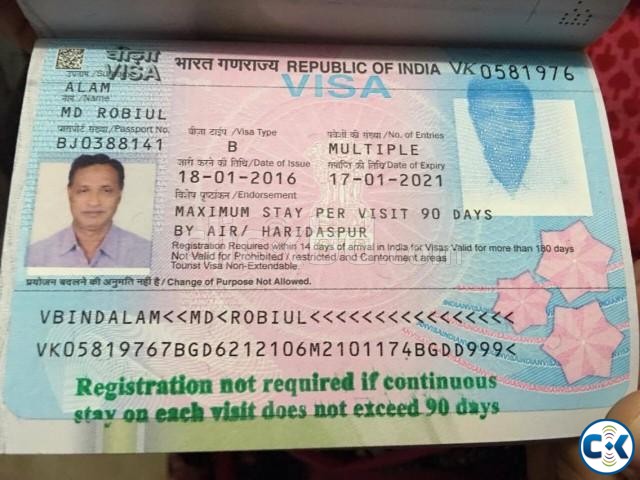 वीज़ा
VISA
भारत गणराज्य REPUBLIC OF INDIA VK0581976
VISA
उपनाम /Surname
ALAM
नाम /Name
MD ROBIUL
पासपोर्ट संख्या/Passport No.
BJ0388141
वीजा टाईप /Visa Type
B
प्रवेशों की संख्या /No. of Entries
MULTIPLE
जारी करने की तिथि/Date of Issue
18-01-2016
समाप्ति की तिथि/Date of Expiry
17-01-2021
विशेष पृष्ठांकन /Endorsement
MAXIMUM STAY PER VISIT 90 DAYS
BY AIR/ HARIDASPUR
Registration Required within 14 days of arrival in India for Visas Valid for more than 180 days
Not Valid for Prohibited / restricted and Cantonment areas
Tourist Visa Non-Extendable.
प्रयोजन बदलने की अनुमति नहीं है / Change of Purpose Not Allowed.
VBINDALAM<<MD<ROBIUL<<<<<<<<<<<<<<<<
VK05819767BGD6212106M2101174BGDD999<
Registration not required if continuous
stay on each visit does not exceed 90 days
CK